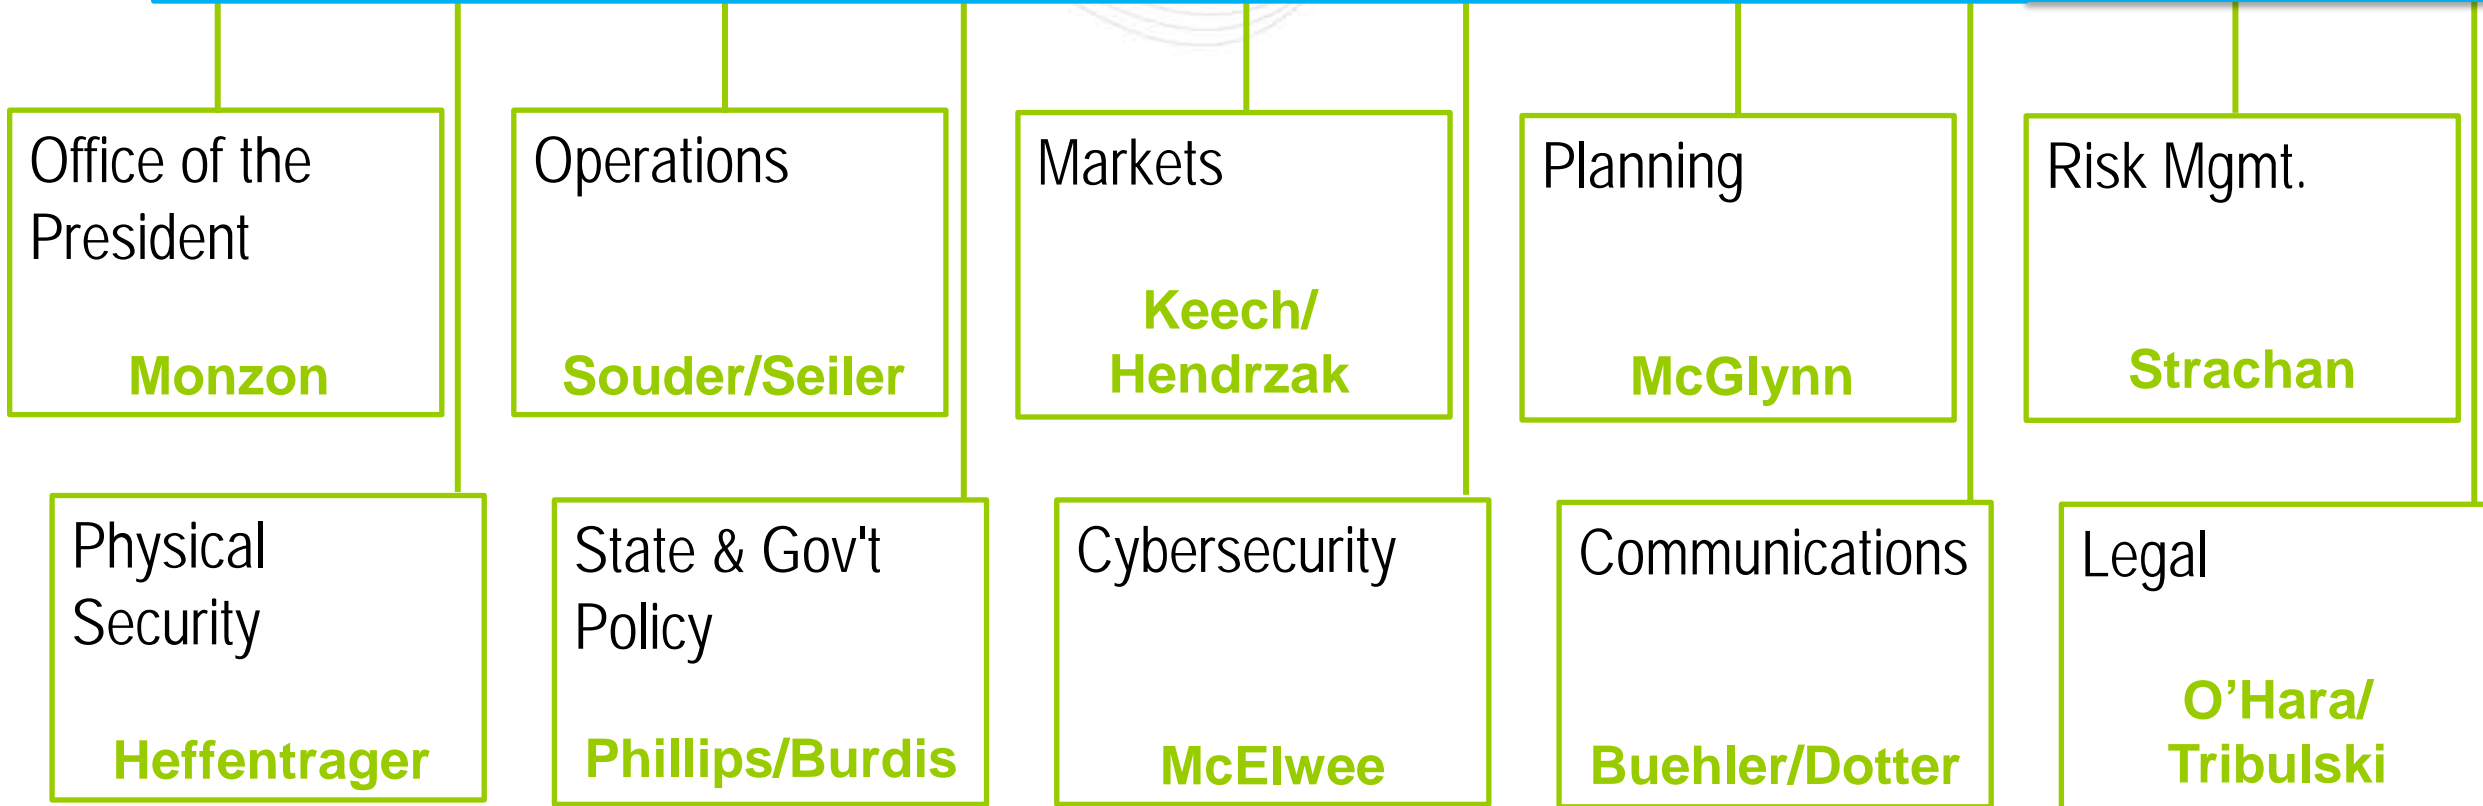 Office of the
President
Monzon
Operations
Souder/Seiler
Markets
Keech/
Hendrzak
Planning
McGlynn
Risk Mgmt.
Strachan
Physical
Security
Heffentrager
State & Gov't
Policy
Phillips/Burdis
Cybersecurity
McElwee
Communications
Buehler/Dotter
Legal
O’Hara/
Tribulski